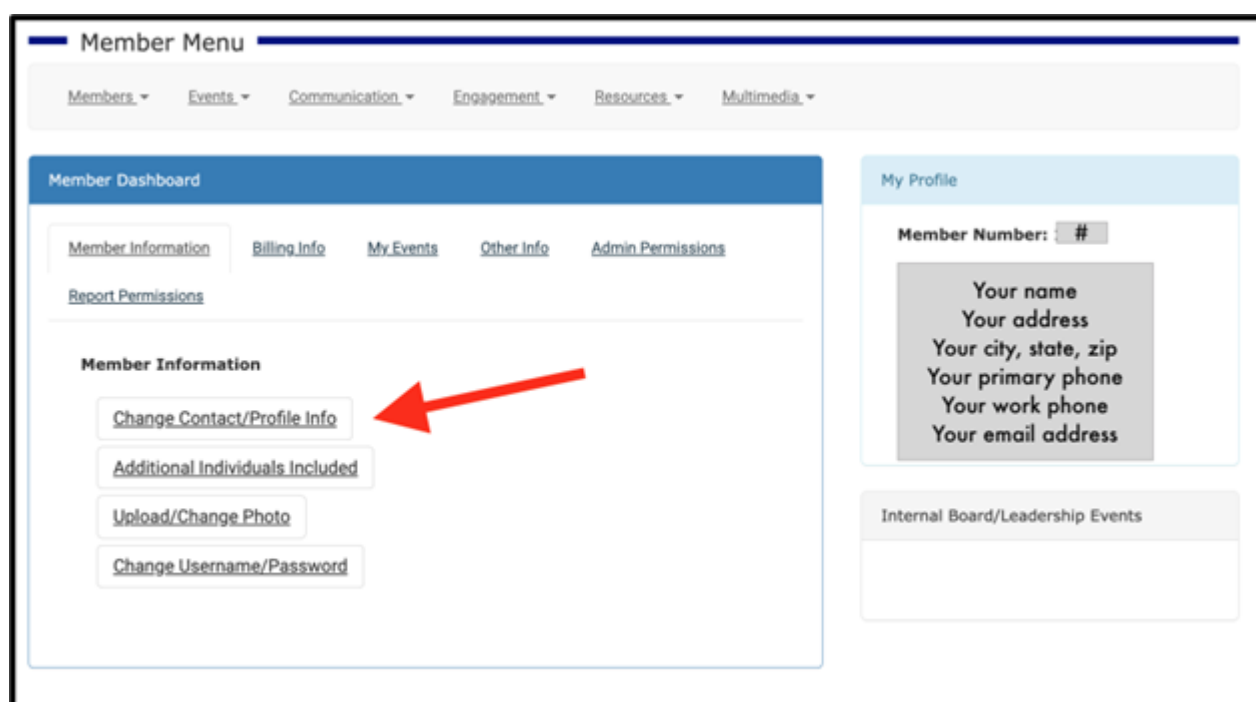 Member Menu
Members Events Communication Engagement Resources Multimedia
Member Dashboard
Member Information Billing Info My Events Other Info Admin Permissions
Report Permissions
Member Information
Change Contact/Profile Info
Additional Individuals Included
Upload/Change Photo
Change Username/Password
My Profile
Member Number: #
Your name
Your address
Your city, state, zip
Your primary phone
Your work phone
Your email address
Internal Board/Leadership Events